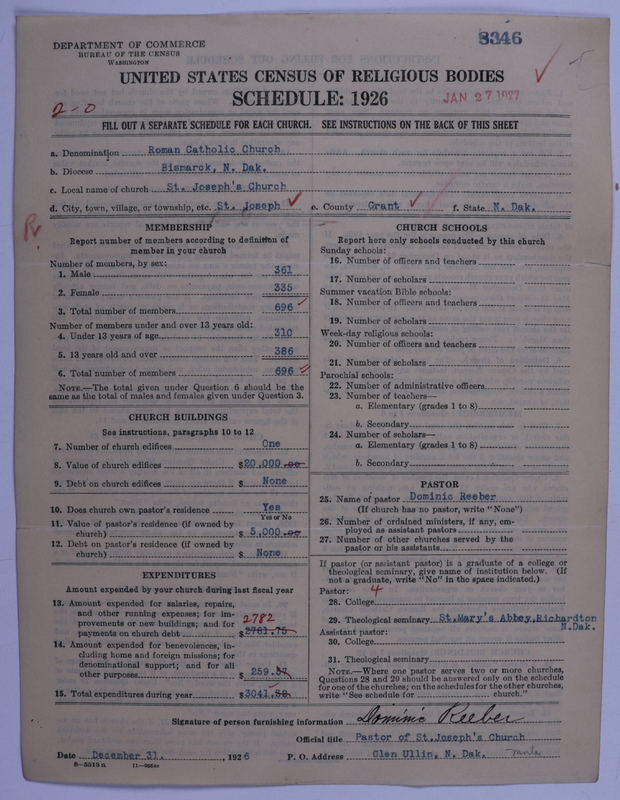 DEPARTMENT OF COMMERCE
BUREAU OF THE CENSUS
WASHINGTON
8346
UNITED STATES CENSUS OF RELIGIOUS BODIES
SCHEDULE: 1926
JAN 27 1927
2-0
FILL OUT A SEPARATE SCHEDULE FOR EACH CHURCH. SEE INSTRUCTIONS ON THE BACK OF THIS SHEET
a. Denomination Roman Catholic Church
b. Diocese Bismarck, N. Dak.
c. Local name of church St. Joseph's Church
d. City, town, village, or township, etc. St. Joseph e. County Grant f. State N. Dak.
MEMBERSHIP
Report number of members according to definition of
member in your church
Number of members, by sex:
1. Male 361
2. Female 335
3. Total number of members 696
Number of members under and over 13 years old:
4. Under 13 years of age 310
5. 13 years old and over 386
6. Total number of members 696
NOTE.—The total given under Question 6 should be the
same as the total of males and females given under Question 3.
CHURCH BUILDINGS
See instructions, paragraphs 10 to 12
7. Number of church edifices One
8. Value of church edifices $20,000.00
9. Debt on church edifices $ None
10. Does church own pastor's residence Yes
Yes or No
11. Value of pastor's residence (if owned by
church) $ 5,000.00
12. Debt on pastor's residence (if owned by
church) $ None
EXPENDITURES
Amount expended by your church during last fiscal year
13. Amount expended for salaries, repairs,
and other running expenses; for im-
provements or new buildings; and for
payments on church debt $2781.75
2782
14. Amount expended for benevolences, in-
cluding home and foreign missions; for
denominational support; and for all
other purposes $ 259.
15. Total expenditures during year $3041.
CHURCH SCHOOLS
Report here only schools conducted by this church
Sunday schools:
16. Number of officers and teachers
17. Number of scholars
Summer vacation Bible schools:
18. Number of officers and teachers
19. Number of scholars
Week-day religious schools:
20. Number of officers and teachers
21. Number of scholars
Parochial schools:
22. Number of administrative officers
23. Number of teachers—
a. Elementary (grades 1 to 8)
b. Secondary
24. Number of scholars—
a. Elementary (grades 1 to 8)
b. Secondary
PASTOR
25. Name of pastor Dominic Reeber
(If church has no pastor, write "None")
26. Number of ordained ministers, if any, em-
ployed as assistant pastors
27. Number of other churches served by the
pastor or his assistants
If pastor (or assistant pastor) is a graduate of a college or
theological seminary, give name of institution below. (If
not a graduate, write "No" in the space indicated.)
Pastor: 4
28. College
29. Theological seminary St.Mary's Abbey,Richardton
N.Dak.
Assistant pastor:
30. College
31. Theological seminary
NOTE.—Where one pastor serves two or more churches,
Questions 28 and 29 should be answered only on the schedule
for one of the churches; on the schedules for the other churches,
write "See schedule for church."
Signature of person furnishing information Dominic Reeber
Official title Pastor of St.Joseph's Church
Date December 31, 1926 P. O. Address Glen Ullin, N. Dak.